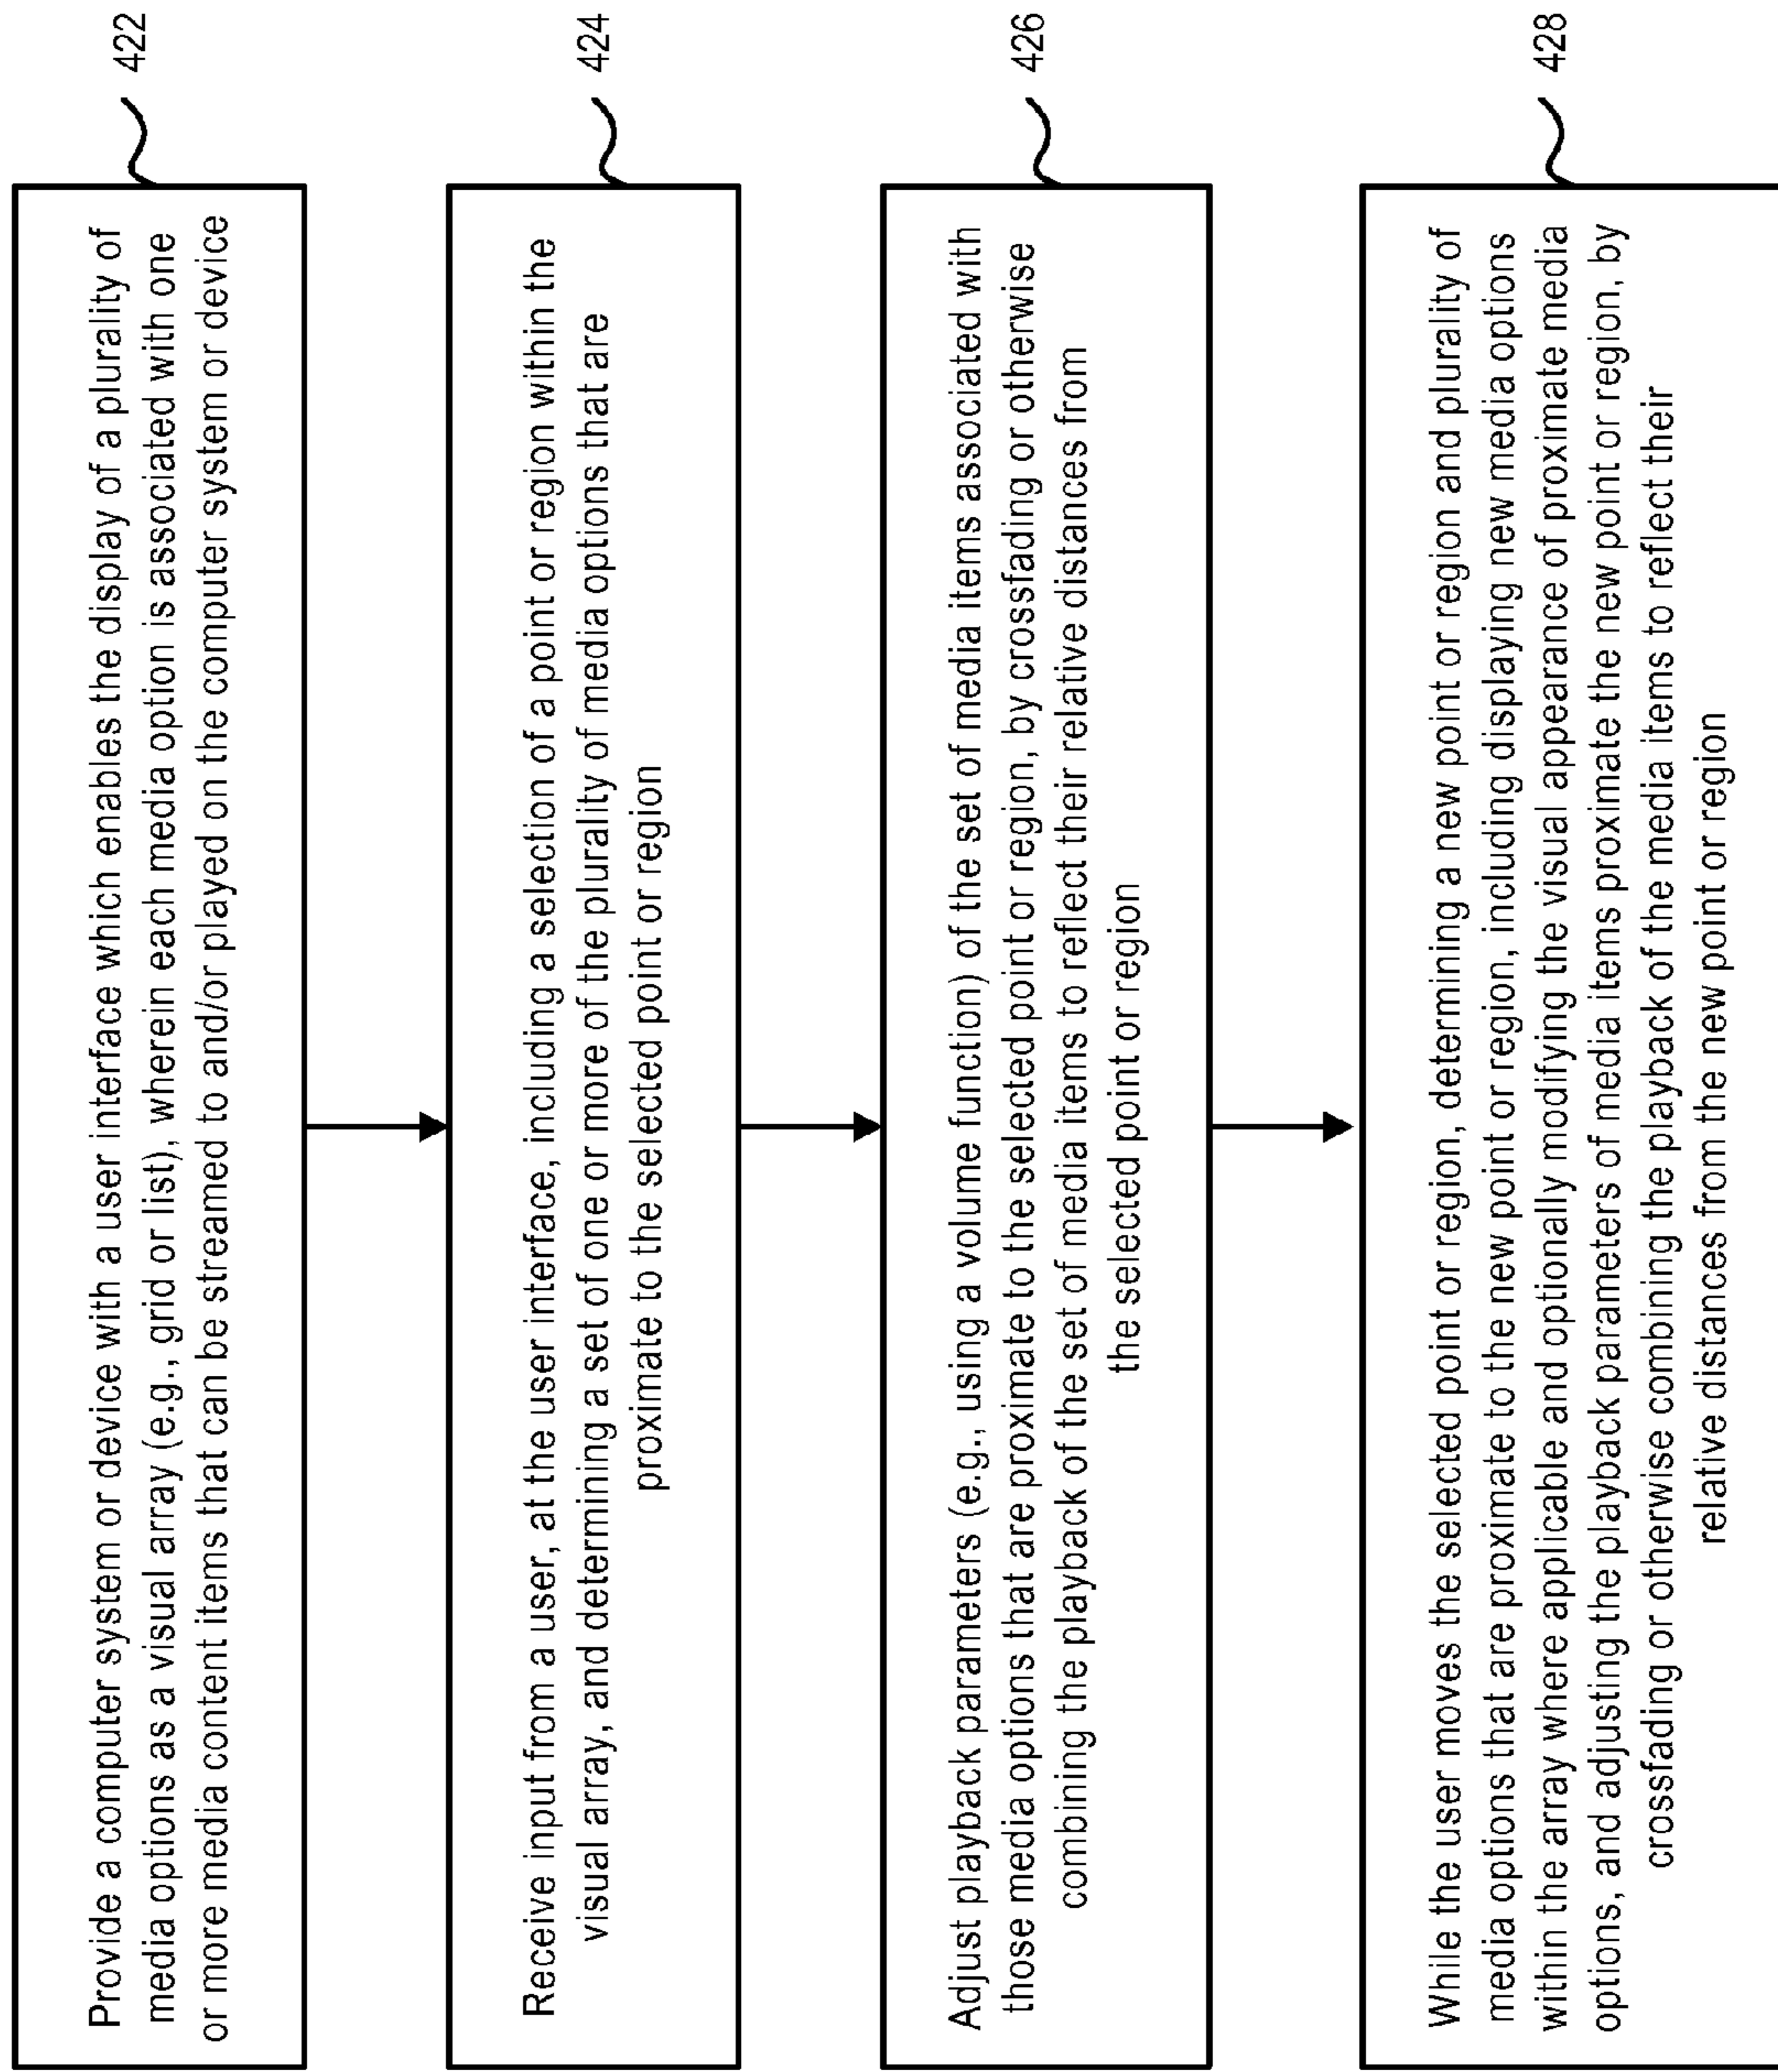 Provide a computer system or device with a user interface which enables the display of a plurality of
media options as a visual array (e.g., grid or list), wherein each media option is associated with one
or more media content items that can be streamed to and/or played on the computer system or device
422
Receive input from a user, at the user interface, including a selection of a point or region within the
visual array, and determining a set of one or more of the plurality of media options that are
proximate to the selected point or region
424
Adjust playback parameters (e.g., using a volume function) of the set of media items associated with
those media options that are proximate to the selected point or region, by crossfading or otherwise
combining the playback of the set of media items to reflect their relative distances from
the selected point or region
426
While the user moves the selected point or region, determining a new point or region and plurality of
media options that are proximate to the new point or region, including displaying new media options
within the array where applicable and optionally modifying the visual appearance of proximate media
options, and adjusting the playback parameters of media items proximate the new point or region, by
crossfading or otherwise combining the playback of the media items to reflect their
relative distances from the new point or region
428